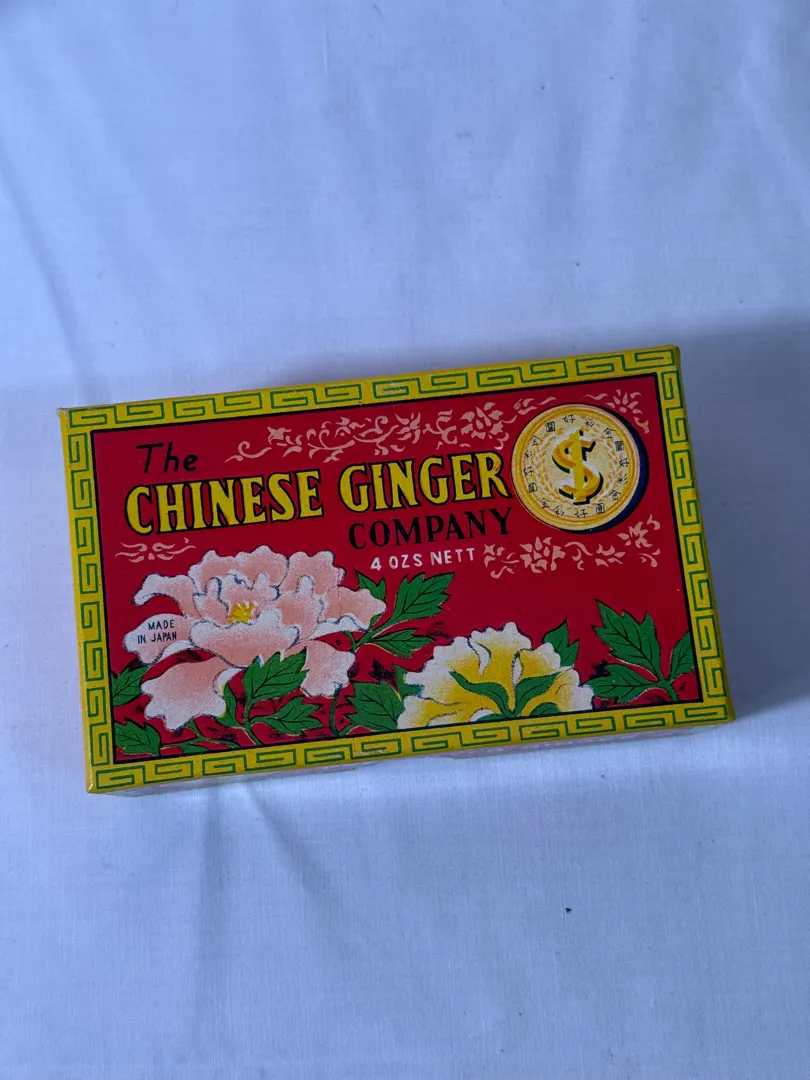 The
CHINESE GINGER
COMPANY
4 OZS NETT
MADE
IN JAPAN
$